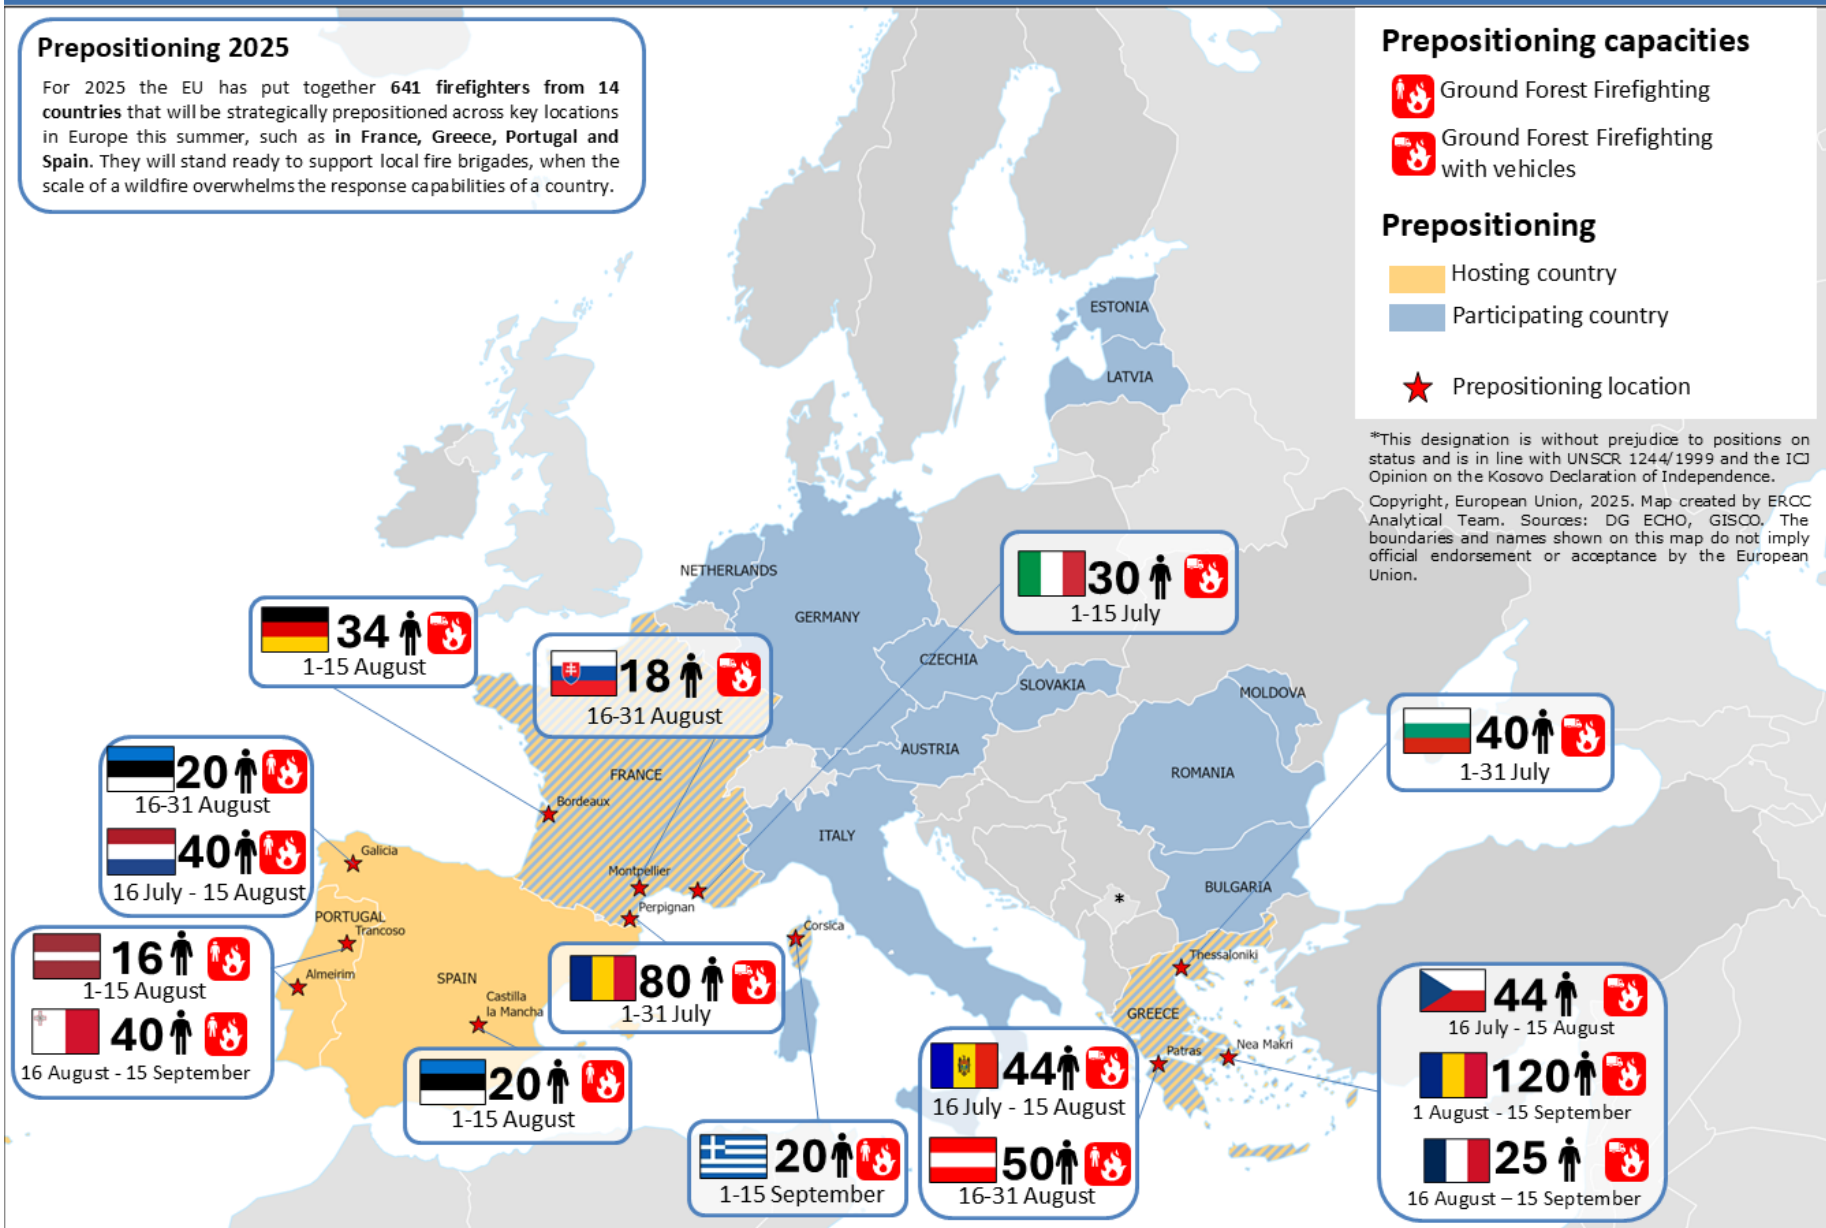 Prepositioning 2025
For 2025 the EU has put together 641 firefighters from 14
countries that will be strategically prepositioned across key locations
in Europe this summer, such as in France, Greece, Portugal and
Spain. They will stand ready to support local fire brigades, when the
scale of a wildfire overwhelms the response capabilities of a country.
Prepositioning capacities
Ground Forest Firefighting
Ground Forest Firefighting
with vehicles
Prepositioning
Hosting country
Participating country
Prepositioning location
*This designation is without prejudice to positions on
status and is in line with UNSCR 1244/1999 and the ICJ
Opinion on the Kosovo Declaration of Independence.
Copyright, European Union, 2025. Map created by ERCC
Analytical Team. Sources: DG ECHO, GISCO. The
boundaries and names shown on this map do not imply
official endorsement or acceptance by the European
Union.
ESTONIA
LATVIA
NETHERLANDS
GERMANY
CZECHIA
SLOVAKIA
MOLDOVA
AUSTRIA
ROMANIA
FRANCE
ITALY
BULGARIA
PORTUGAL
SPAIN
GREECE
*
Bordeaux
Galicia
Montpellier
Perpignan
Trancoso
Corsica
Almeirim
Castilla
la Mancha
Thessaloniki
Patras
Nea Makri
30
1-15 July
34
1-15 August
18
16-31 August
40
1-31 July
20
16-31 August
40
16 July - 15 August
16
1-15 August
40
16 August - 15 September
80
1-31 July
20
1-15 August
20
1-15 September
44
16 July - 15 August
50
16-31 August
44
16 July - 15 August
120
1 August - 15 September
25
16 August – 15 September